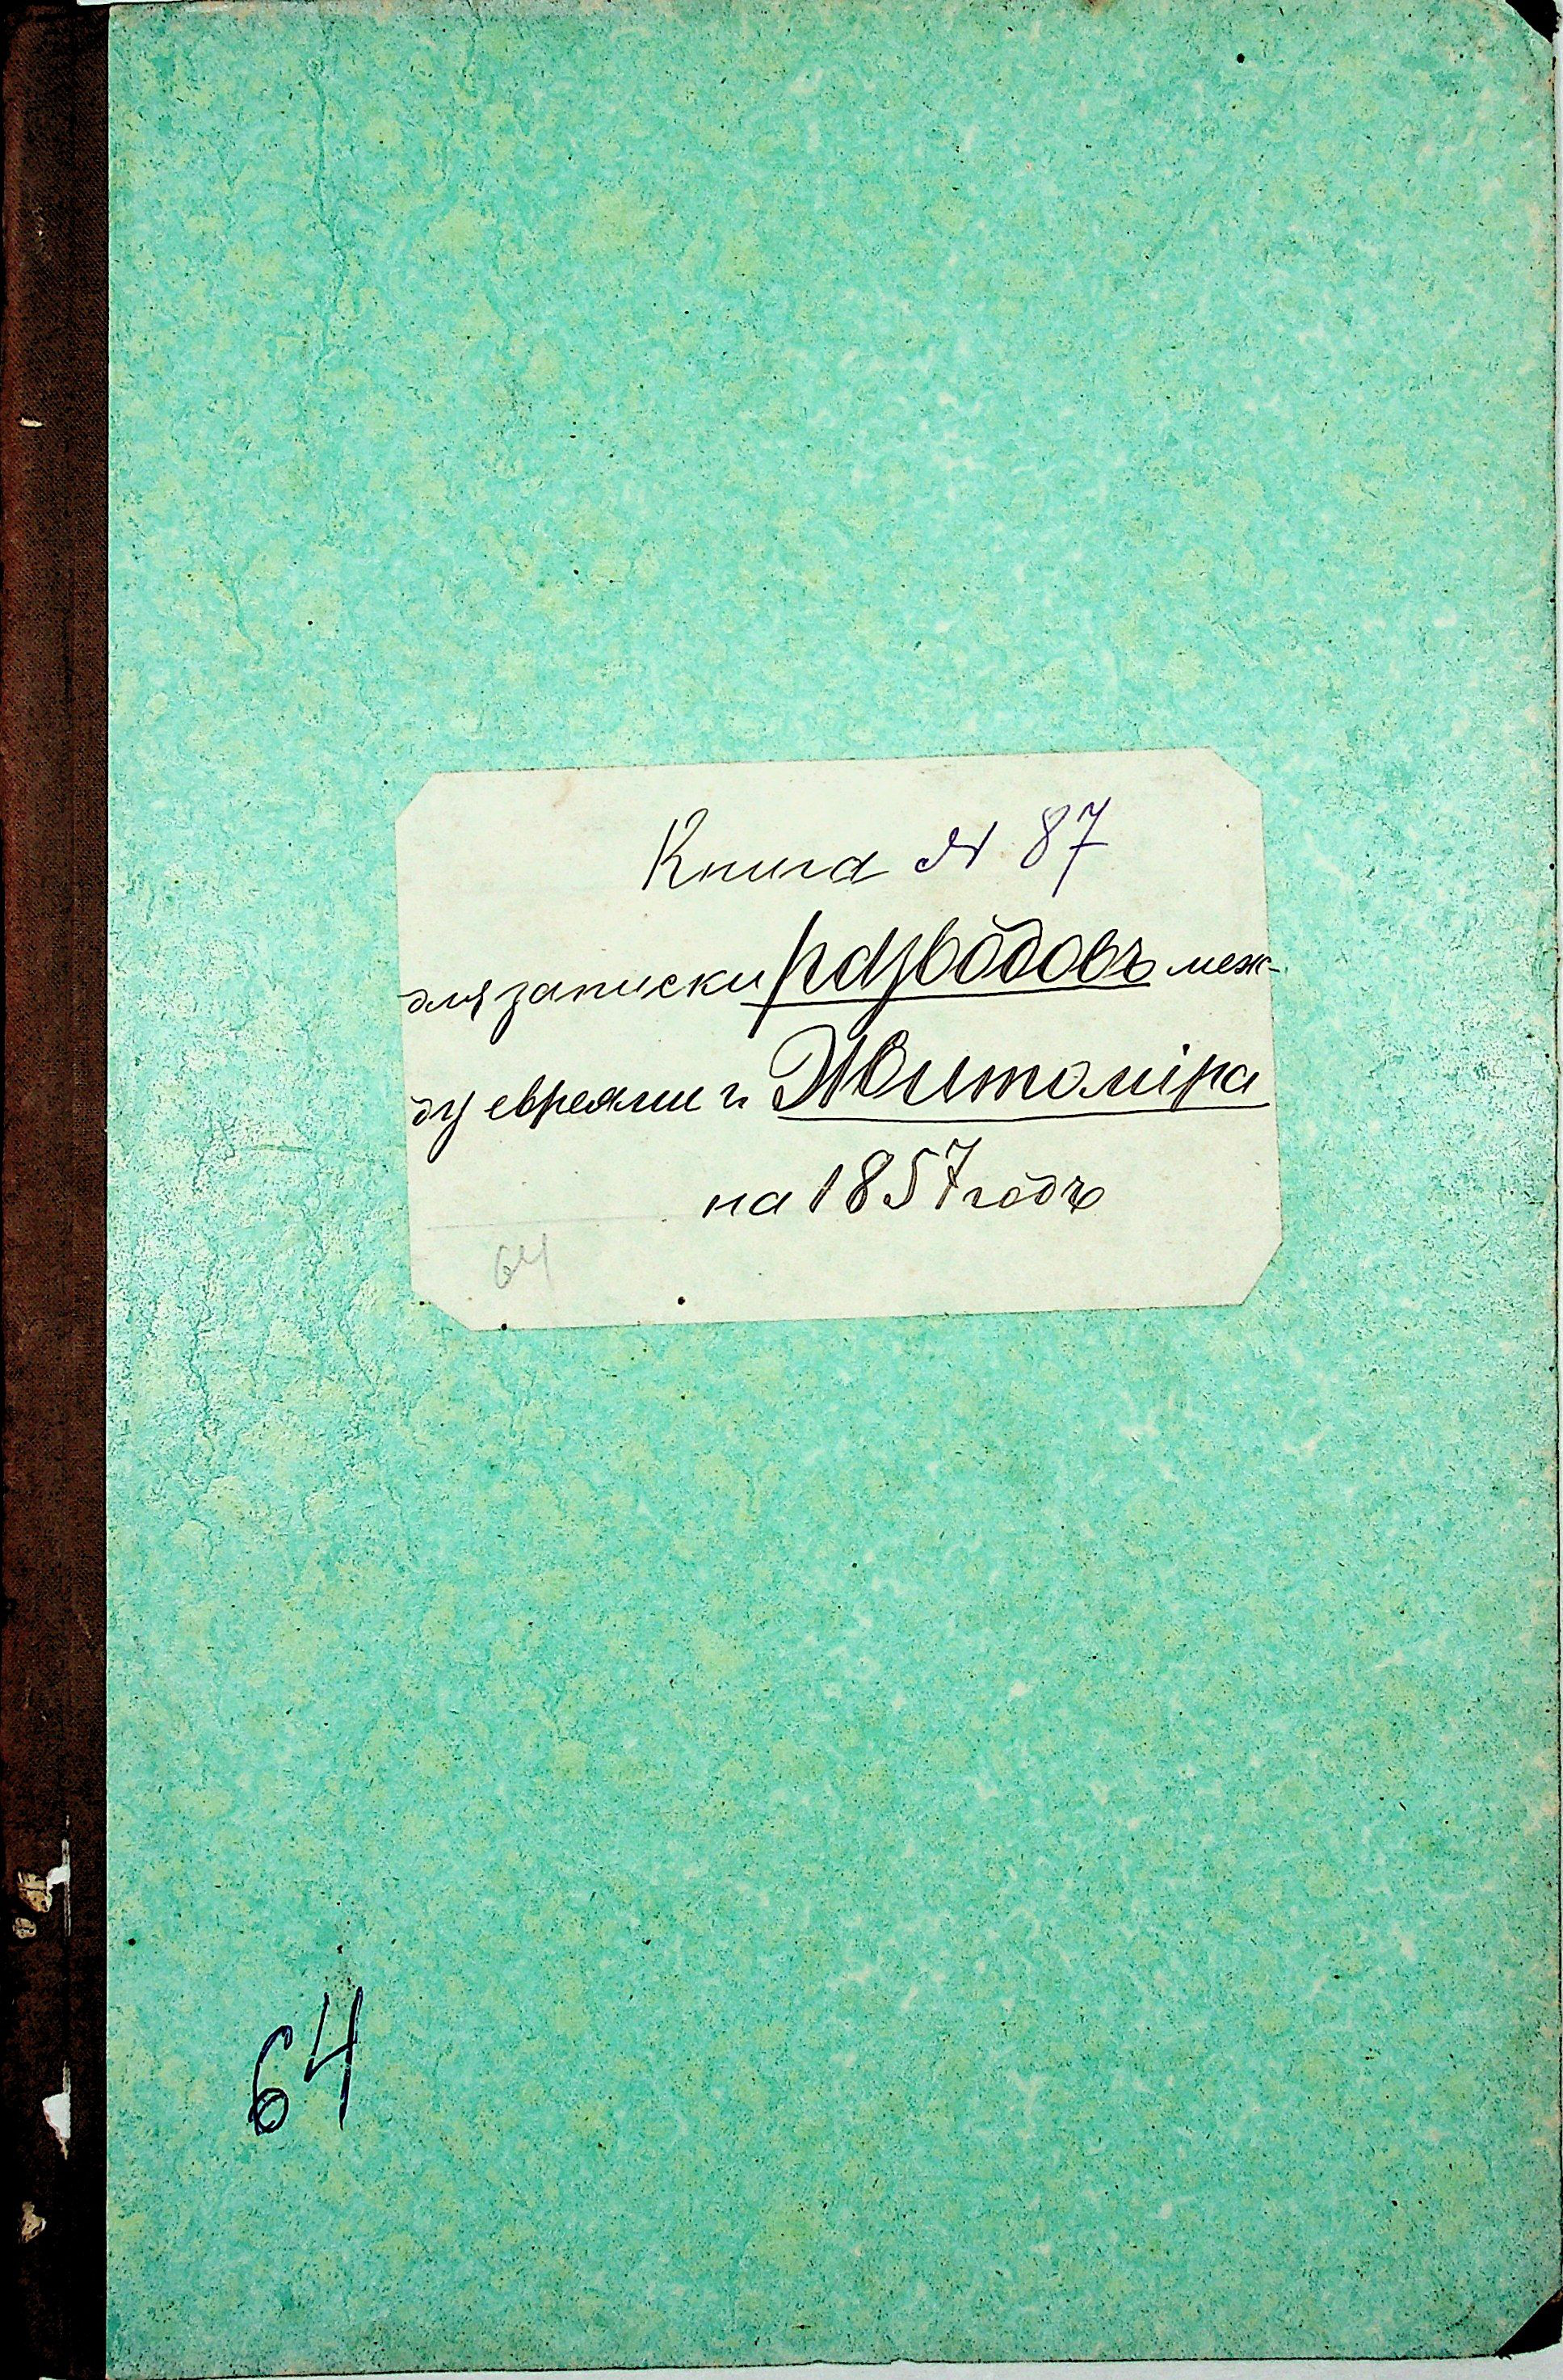 Книга № 87
для записки разводовъ меж-
ду евреями г. Житоміра
на 1857 годъ
64
64